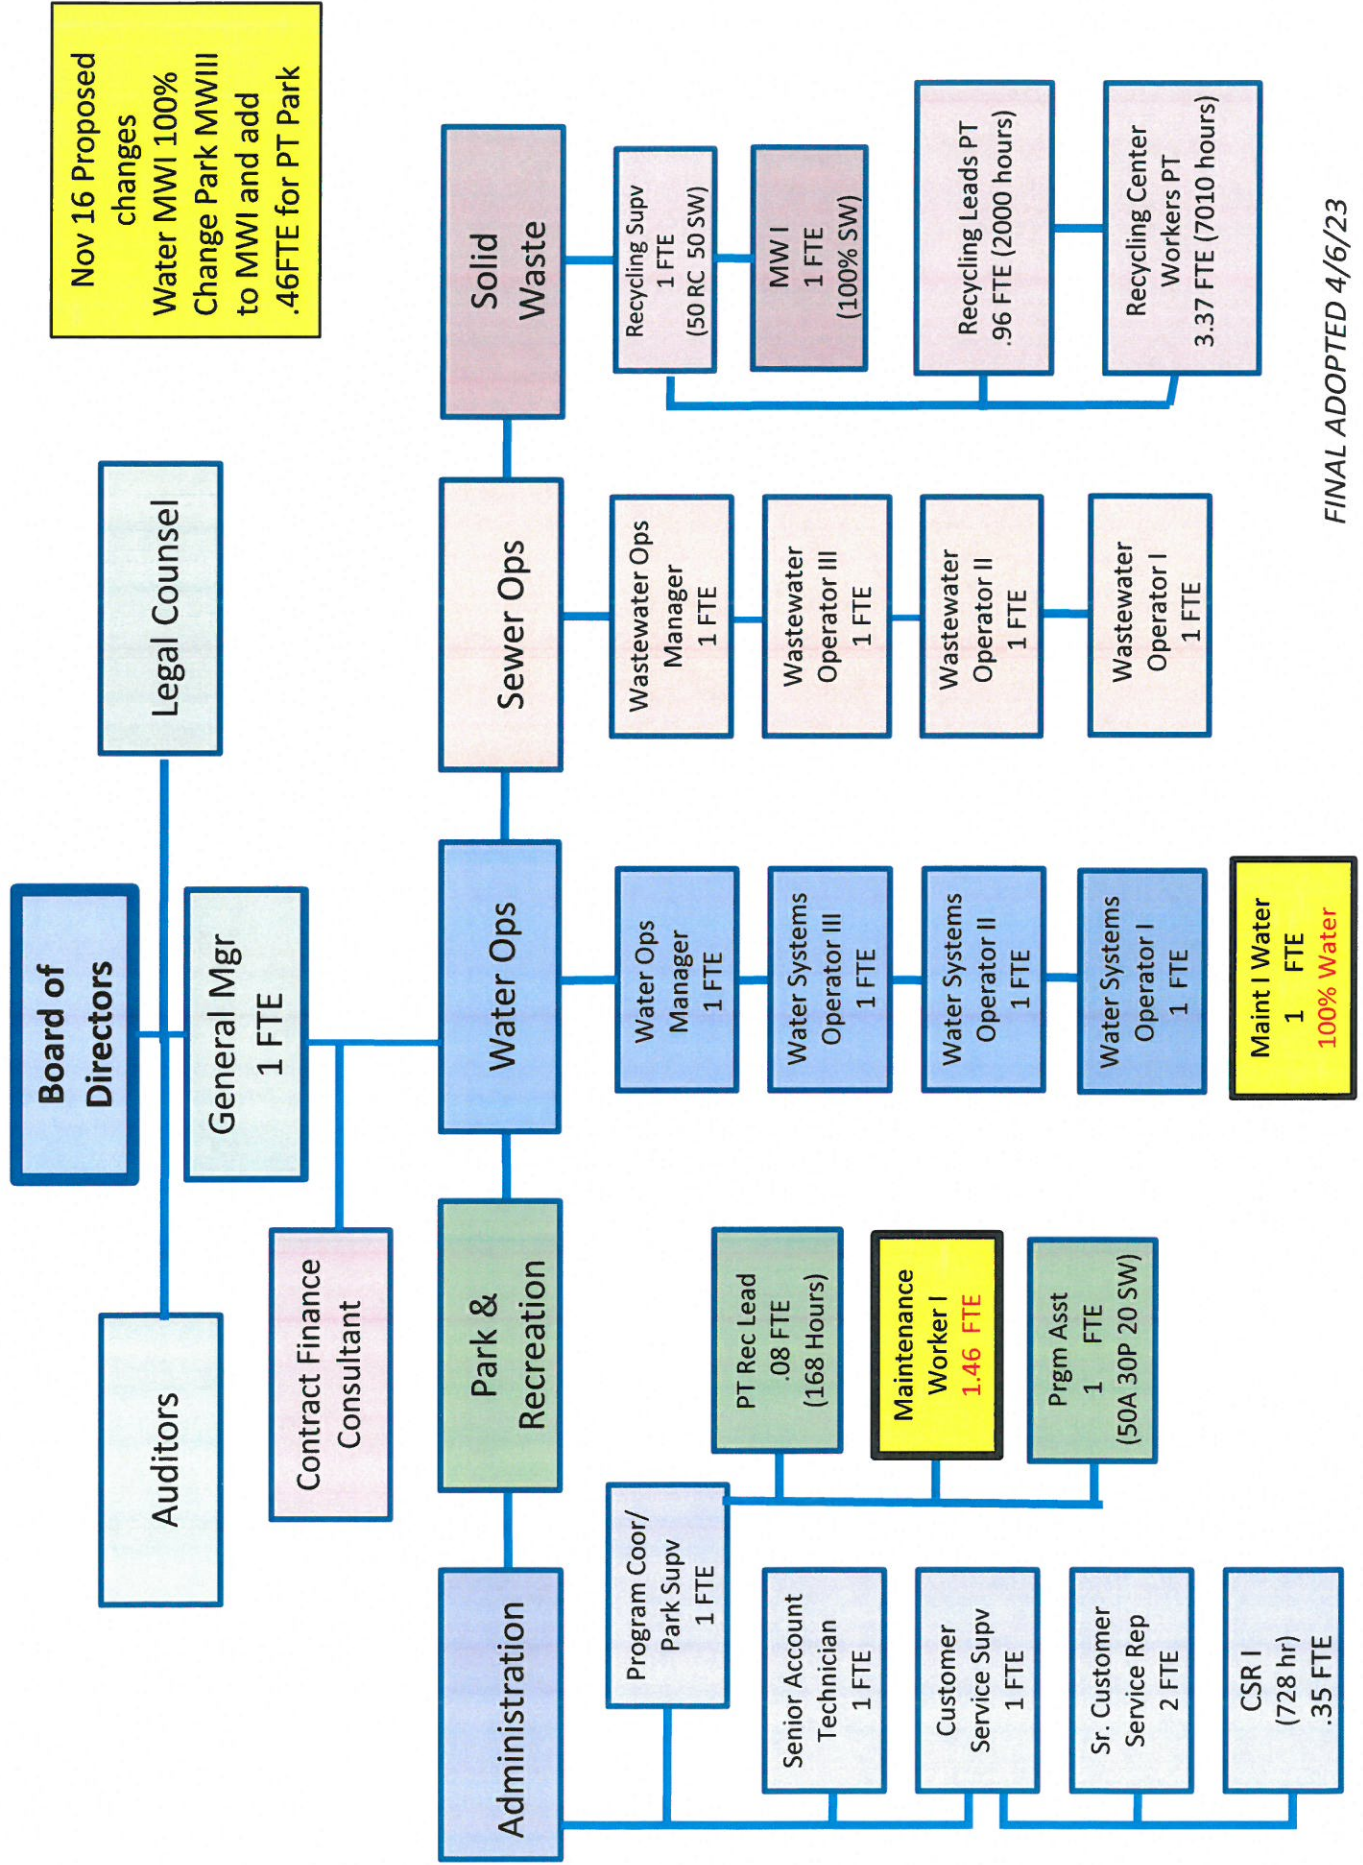 Board of
Directors
Auditors
Legal Counsel
General Mgr
1 FTE
Contract Finance
Consultant
Nov 16 Proposed
changes
Water MWI 100%
Change Park MWIII
to MWI and add
.46FTE for PT Park
Administration
Park &
Recreation
Water Ops
Sewer Ops
Solid
Waste
Program Coor/
Park Supv
1 FTE
Senior Account
Technician
1 FTE
Customer
Service Supv
1 FTE
Sr. Customer
Service Rep
2 FTE
CSR I
(728 hr)
.35 FTE
PT Rec Lead
.08 FTE
(168 Hours)
Maintenance
Worker I
1.46 FTE
Prgm Asst
1 FTE
(50A 30P 20 SW)
Water Ops
Manager
1 FTE
Water Systems
Operator III
1 FTE
Water Systems
Operator II
1 FTE
Water Systems
Operator I
1 FTE
Maint I Water
1 FTE
100% Water
Wastewater Ops
Manager
1 FTE
Wastewater
Operator III
1 FTE
Wastewater
Operator II
1 FTE
Wastewater
Operator I
1 FTE
Recycling Supv
1 FTE
(50 RC 50 SW)
MW I
1 FTE
(100% SW)
Recycling Leads PT
.96 FTE (2000 hours)
Recycling Center
Workers PT
3.37 FTE (7010 hours)
FINAL ADOPTED 4/6/23